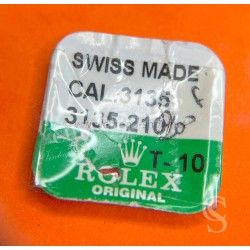 SWISS MADE
CAL.3135
3135-210
T-10
ROLEX
ORIGINAL